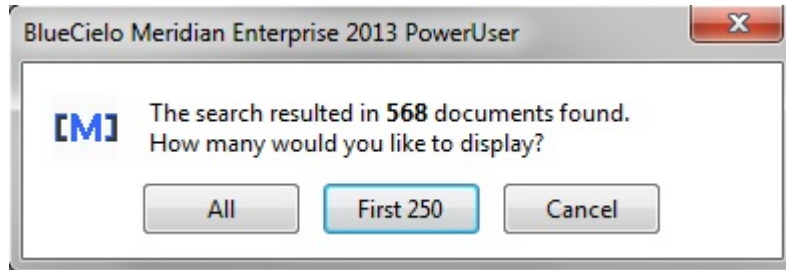 BlueCielo Meridian Enterprise 2013 PowerUser
[M]
The search resulted in 568 documents found.
How many would you like to display?
All
First 250
Cancel